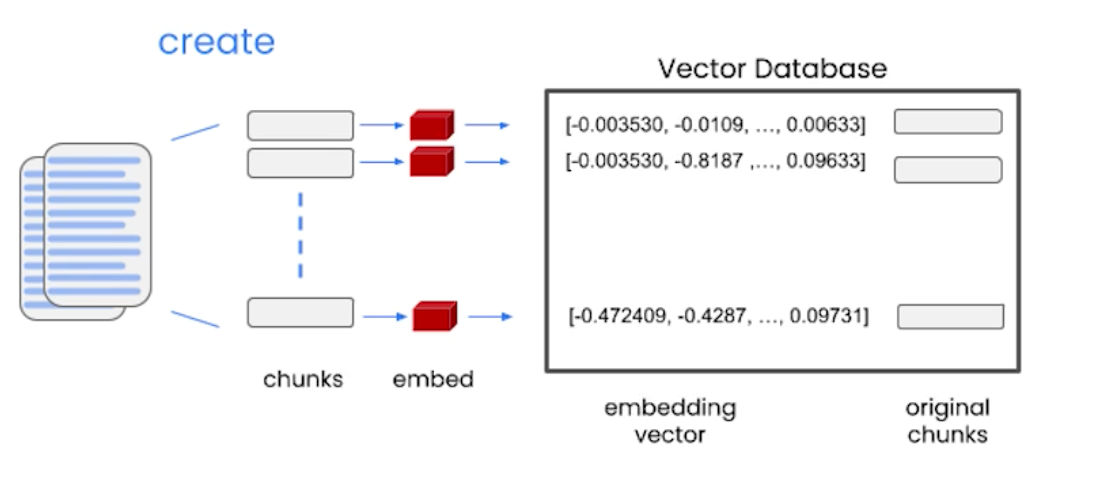 create
Vector Database
[-0.003530, -0.0109, ..., 0.00633]
[-0.003530, -0.8187 ,..., 0.09633]
[-0.472409, -0.4287, ..., 0.09731]
chunks
embed
embedding
vector
original
chunks